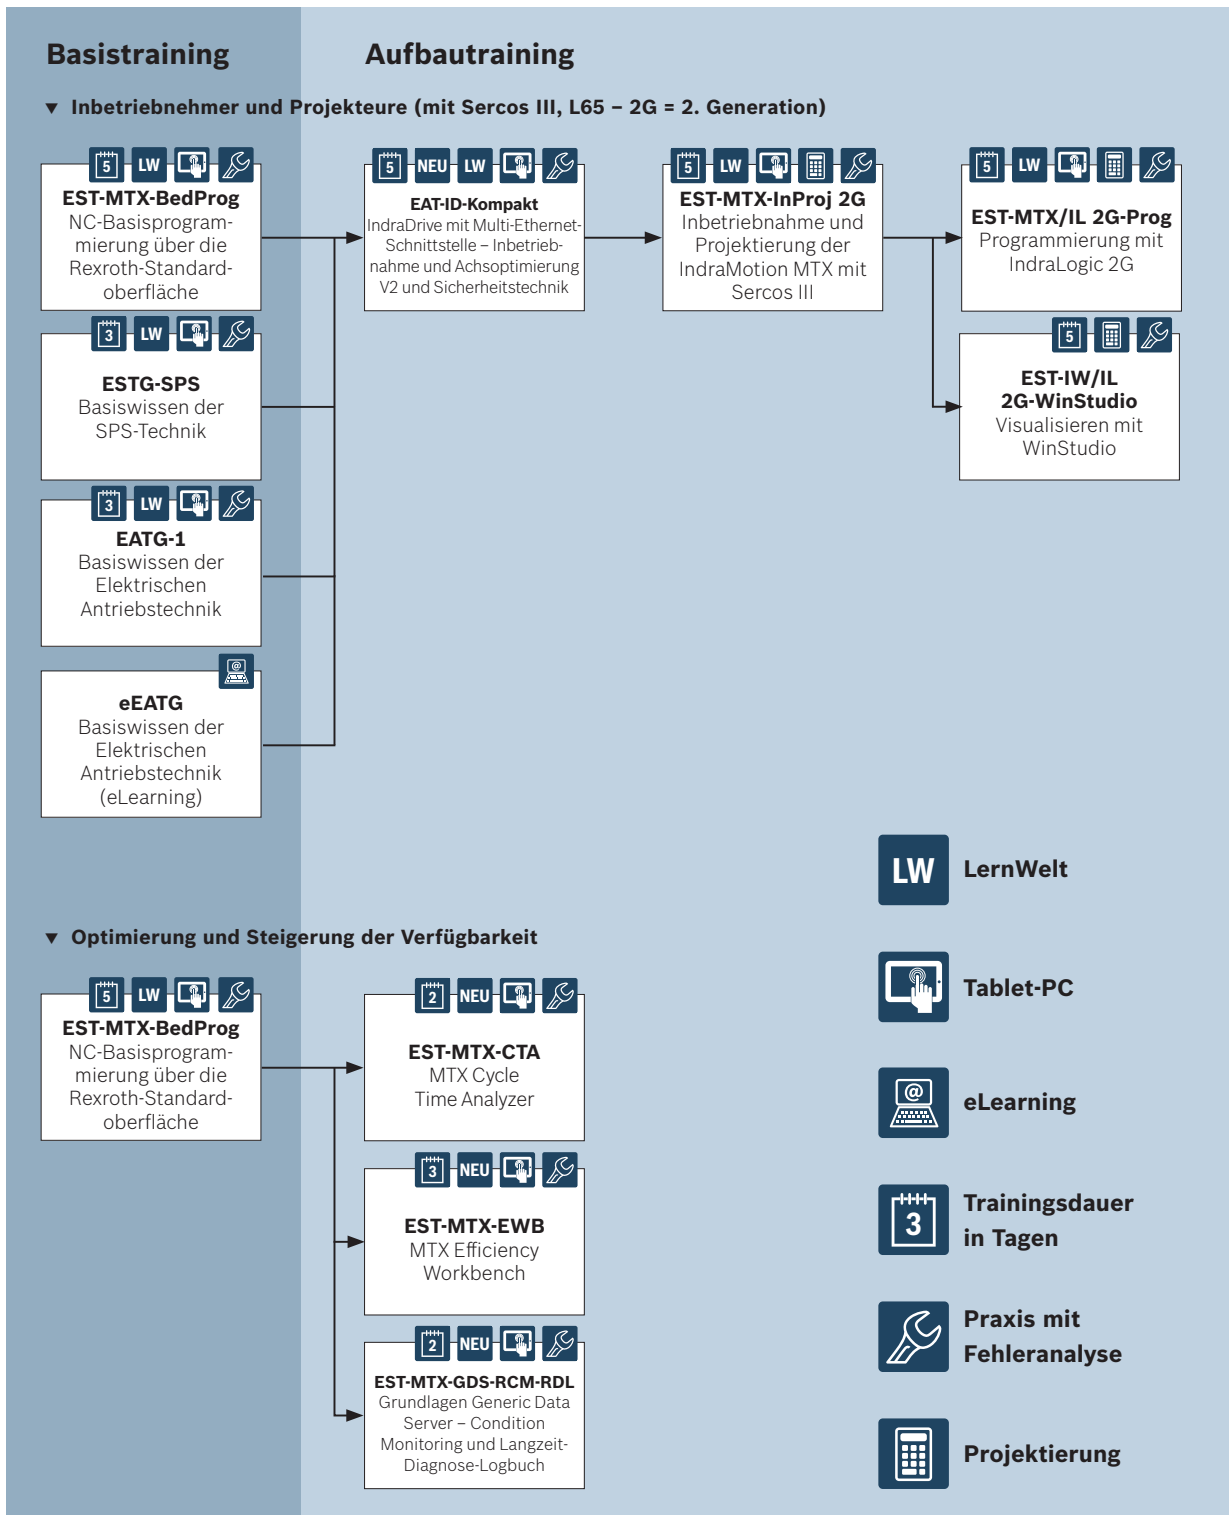 Basistraining
Aufbautraining
▼ Inbetriebnehmer und Projekteure (mit Sercos III, L65 – 2G = 2. Generation)
5 LW
EST-MTX-BedProg
NC-Basisprogram-
mierung über die
Rexroth-Standard-
oberfläche
5 NEU LW
EAT-ID-Kompakt
IndraDrive mit Multi-Ethernet-
Schnittstelle – Inbetrieb-
nahme und Achsoptimierung
V2 und Sicherheitstechnik
5 LW
EST-MTX-InProj 2G
Inbetriebnahme und
Projektierung der
IndraMotion MTX mit
Sercos III
5 LW
EST-MTX/IL 2G-Prog
Programmierung mit
IndraLogic 2G
3 LW
ESTG-SPS
Basiswissen der
SPS-Technik
5
EST-IW/IL
2G-WinStudio
Visualisieren mit
WinStudio
3 LW
EATG-1
Basiswissen der
Elektrischen
Antriebstechnik
@
eEATG
Basiswissen der
Elektrischen
Antriebstechnik
(eLearning)
▼ Optimierung und Steigerung der Verfügbarkeit
5 LW
EST-MTX-BedProg
NC-Basisprogram-
mierung über die
Rexroth-Standard-
oberfläche
2 NEU
EST-MTX-CTA
MTX Cycle
Time Analyzer
3 NEU
EST-MTX-EWB
MTX Efficiency
Workbench
2 NEU
EST-MTX-GDS-RCM-RDL
Grundlagen Generic Data
Server – Condition
Monitoring und Langzeit-
Diagnose-Logbuch
LW LernWelt
Tablet-PC
@ eLearning
3 Trainingsdauer
in Tagen
Praxis mit
Fehleranalyse
Projektierung